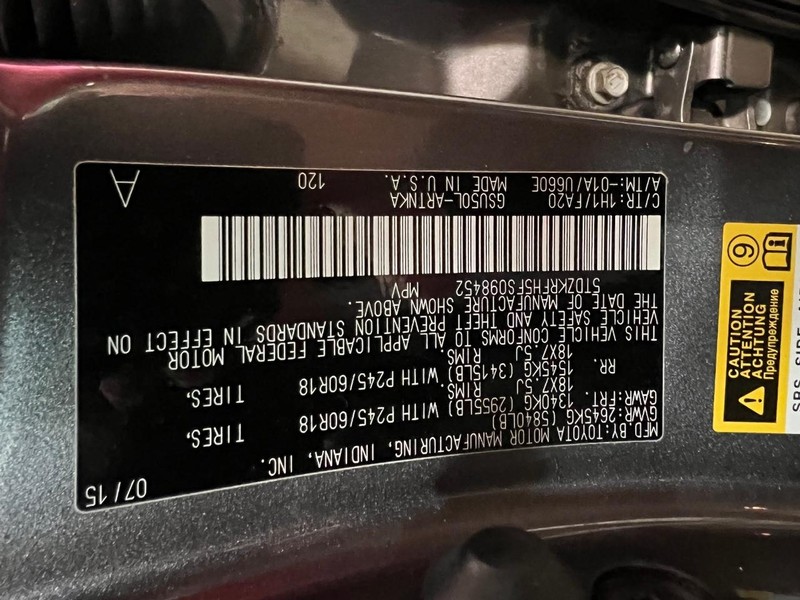 MFD.BY:TOYOTA MOTOR MANUFACTURING, INDIANA, INC. 07/15
GVWR:2645KG (5840LB)
GAWR:FRT. 1340KG (2955LB) WITH P245/60R18 TIRES.
18X7.5J RIMS.
RR. 1545KG (3415LB) WITH P245/60R18 TIRES.
18X7.5J RIMS.
THIS VEHICLE CONFORMS TO ALL APPLICABLE FEDERAL MOTOR
VEHICLE SAFETY AND THEFT PREVENTION STANDARDS IN EFFECT ON
THE DATE OF MANUFACTURE SHOWN ABOVE.
5TDZKRFH5FS098452 MPV
C/TR:1H1/FA20 GSU50L-ARTNKA
A/TM:-01A/U660E MADE IN U.S.A. 120 A
CAUTION
ATTENTION
ACHTUNG
Предупреждение
9